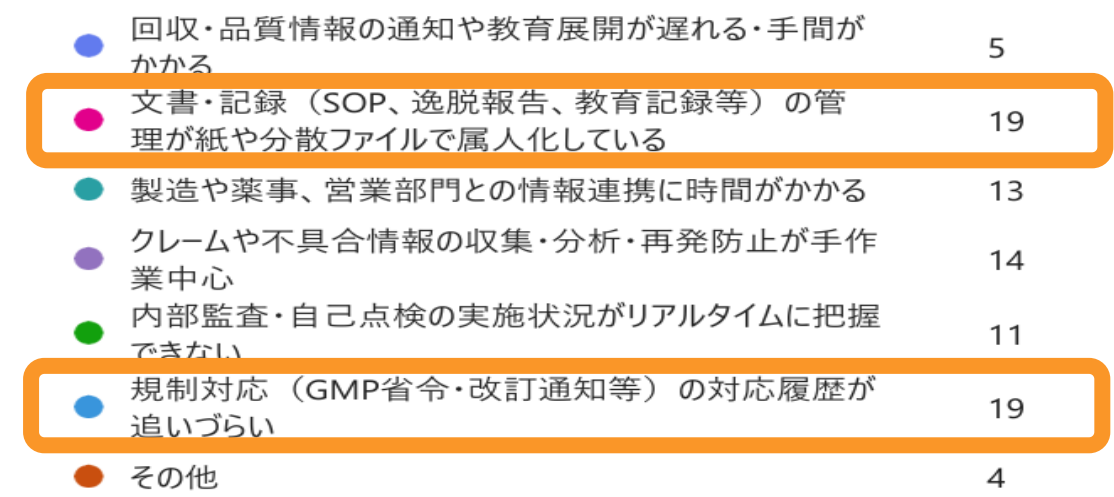 回収・品質情報の通知や教育展開が遅れる・手間が
かかる
5
文書・記録（SOP、逸脱報告、教育記録等）の管
理が紙や分散ファイルで属人化している
19
製造や薬事、営業部門との情報連携に時間がかかる
13
クレームや不具合情報の収集・分析・再発防止が手作
業中心
14
内部監査・自己点検の実施状況がリアルタイムに把握
できない
11
規制対応（GMP省令・改訂通知等）の対応履歴が
追いづらい
19
その他
4